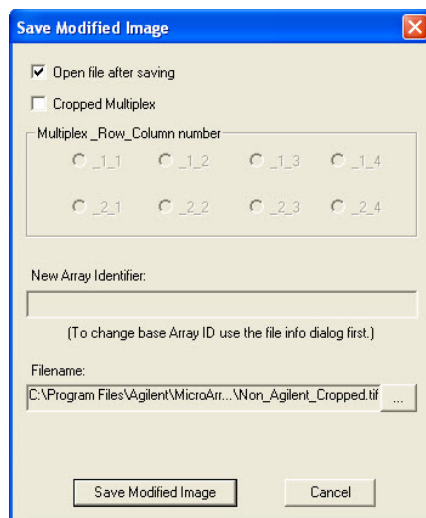 Save Modified Image
Open file after saving
Cropped Multiplex
Multiplex _Row_Column number
_1_1 _1_2 _1_3 _1_4
_2_1 _2_2 _2_3 _2_4
New Array Identifier:
(To change base Array ID use the file info dialog first.)
Filename:
C:\Program Files\Agilent\MicroArr...\Non_Agilent_Cropped.tif ...
Save Modified Image Cancel